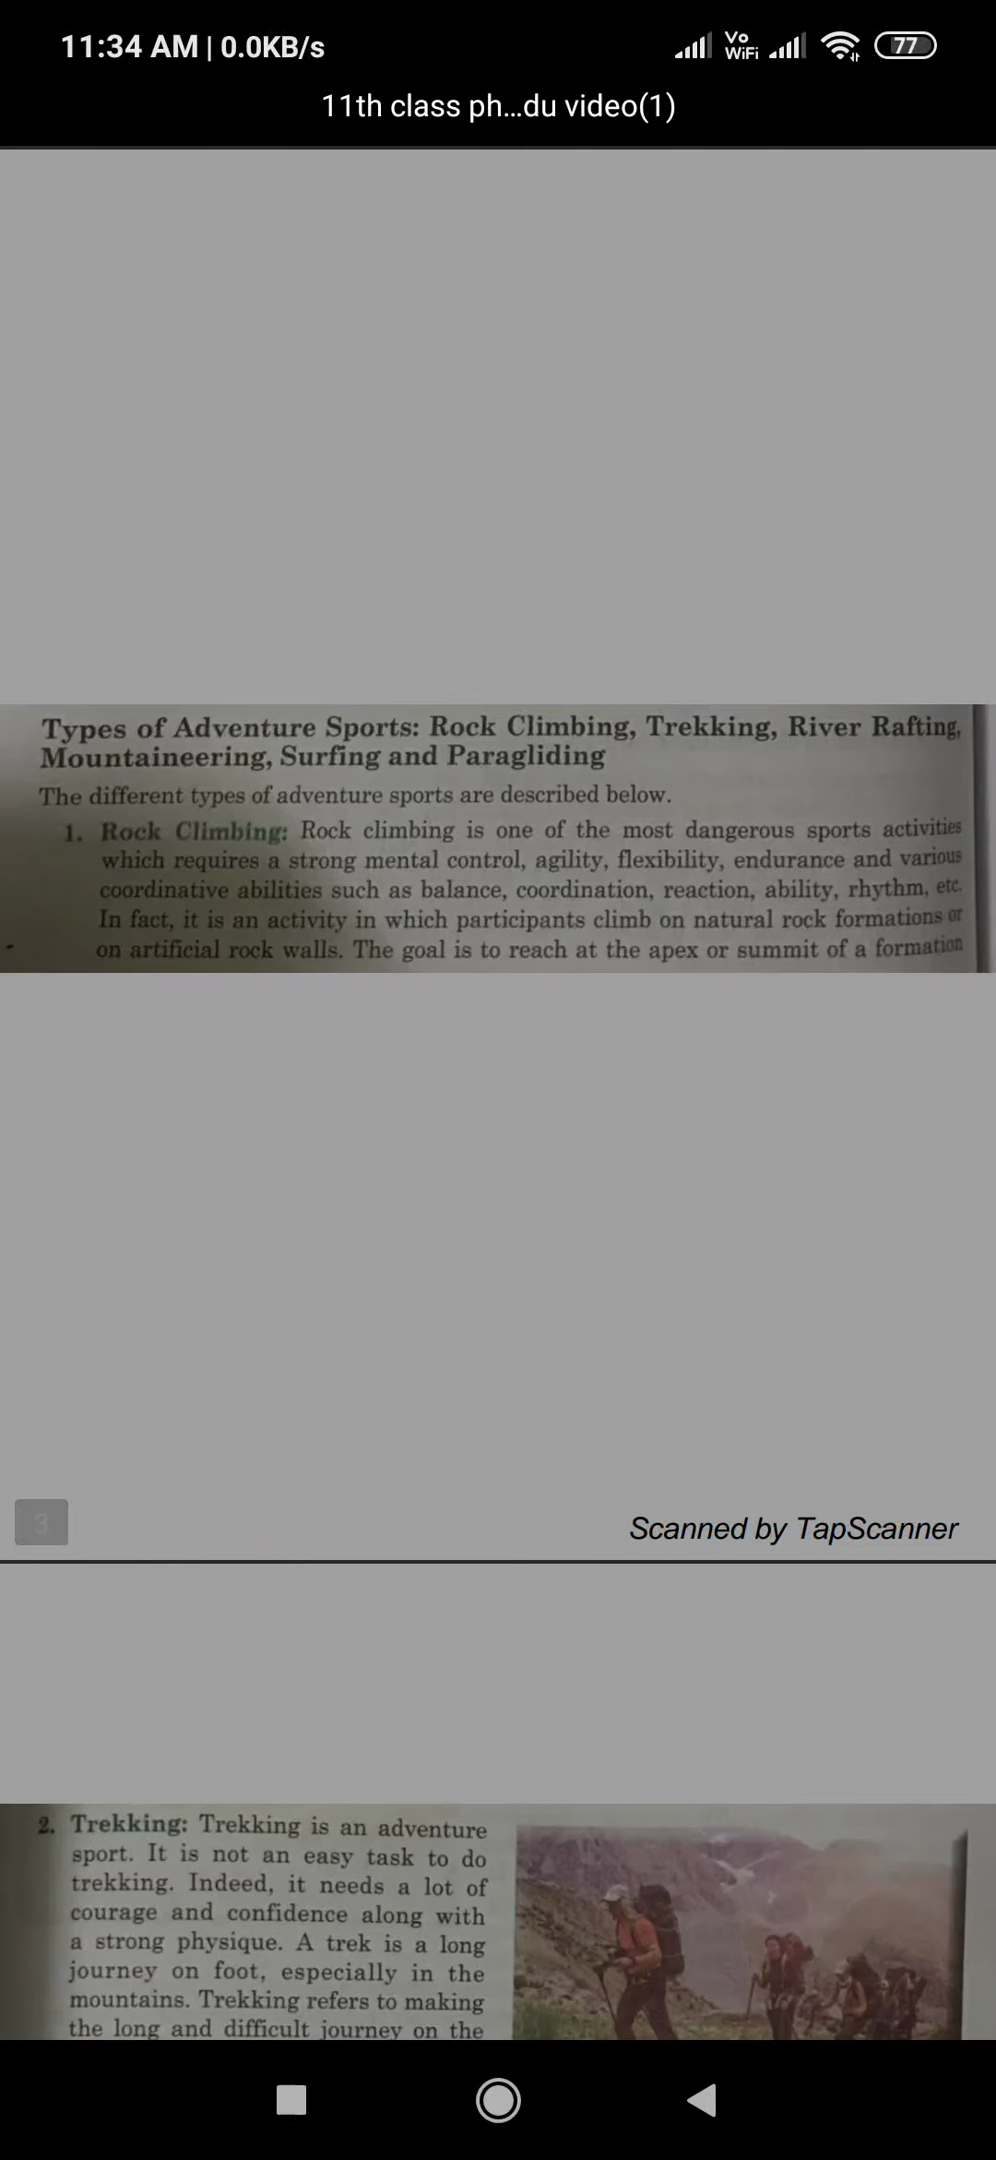 11:34 AM | 0.0KB/s
Vo
WiFi
77
11th class ph...du video(1)
Types of Adventure Sports: Rock Climbing, Trekking, River Rafting,
Mountaineering, Surfing and Paragliding
The different types of adventure sports are described below.
1. Rock Climbing: Rock climbing is one of the most dangerous sports activities
which requires a strong mental control, agility, flexibility, endurance and various
coordinative abilities such as balance, coordination, reaction, ability, rhythm, etc.
In fact, it is an activity in which participants climb on natural rock formations or
on artificial rock walls. The goal is to reach at the apex or summit of a formation
3
Scanned by TapScanner
2. Trekking: Trekking is an adventure
sport. It is not an easy task to do
trekking. Indeed, it needs a lot of
courage and confidence along with
a strong physique. A trek is a long
journey on foot, especially in the
mountains. Trekking refers to making
the long and difficult journey on the